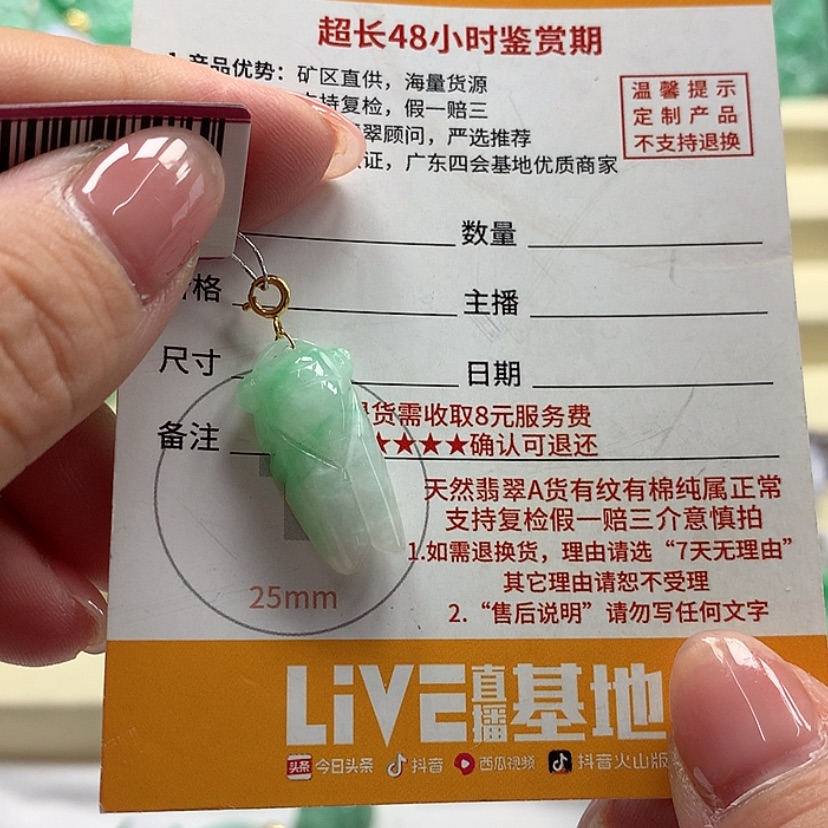 超长48小时鉴赏期
1.产品优势：矿区直供，海量货源
支持复检，假一赔三
翠顾问，严选推荐
证，广东四会基地优质商家
温馨提示
定制产品
不支持退换
数量
格
主播
尺寸
日期
备注
货需收取8元服务费
★★★★确认可退还
天然翡翠A货有纹有棉纯属正常
支持复检假一赔三介意慎拍
1.如需退换货，理由请选“7天无理由”
其它理由请恕不受理
2.“售后说明”请勿写任何文字
25mm
LiVE直播基地
头条 今日头条 抖音 西瓜视频 抖音火山版